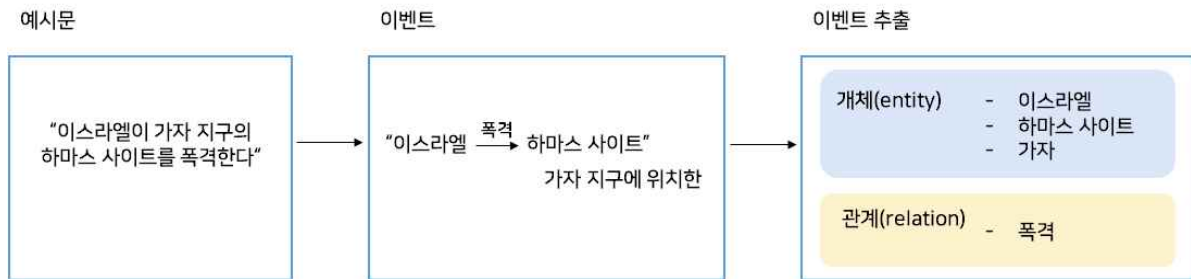 예시문
이벤트
이벤트 추출
“이스라엘이 가자 지구의
하마스 사이트를 폭격한다“
“이스라엘 폭격 하마스 사이트”
가자 지구에 위치한
개체(entity) - 이스라엘
- 하마스 사이트
- 가자
관계(relation) - 폭격